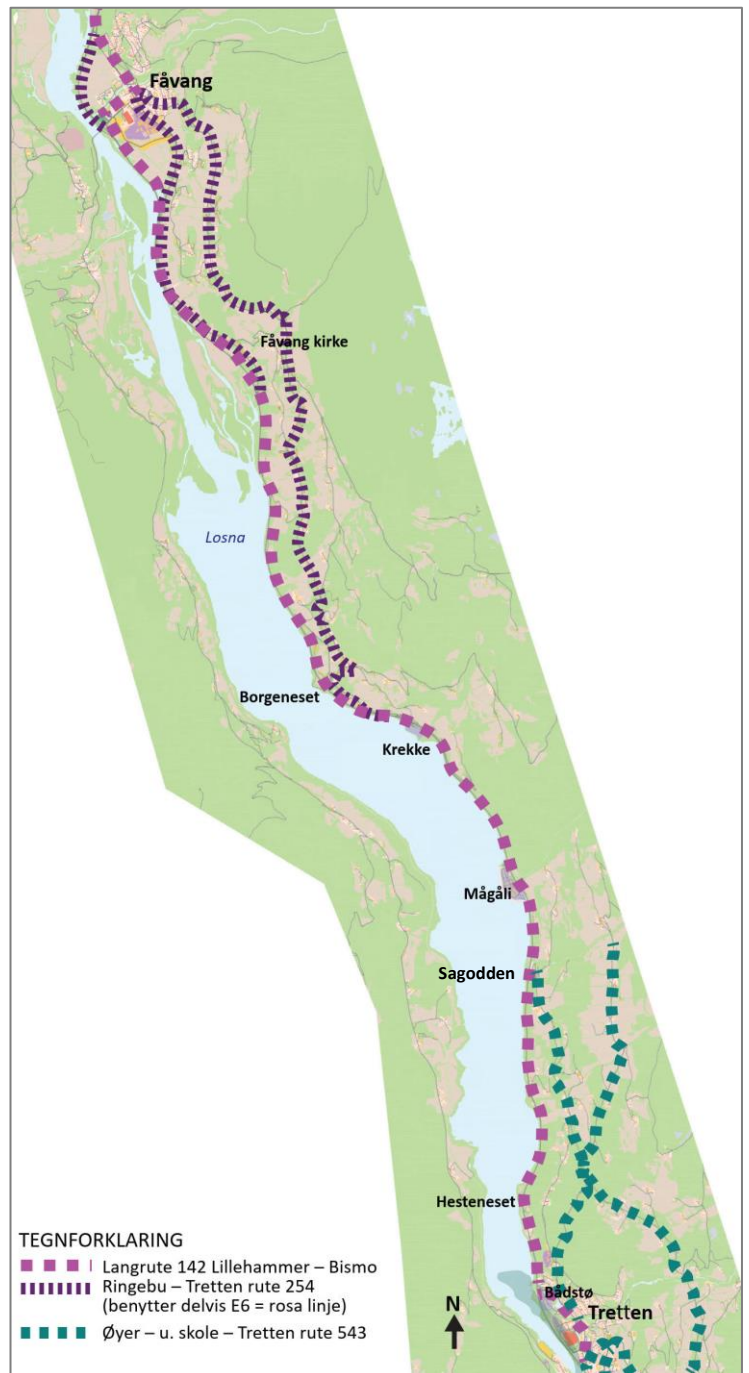 Fåvang
Fåvang kirke
Losna
Borgeneset
Krekke
Mågåli
Sagodden
Hesteneset
Bådstø
Tretten
N
TEGNFORKLARING
Langrute 142 Lillehammer – Bismo
Ringebu – Tretten rute 254
(benytter delvis E6 = rosa linje)
Øyer – u. skole – Tretten rute 543